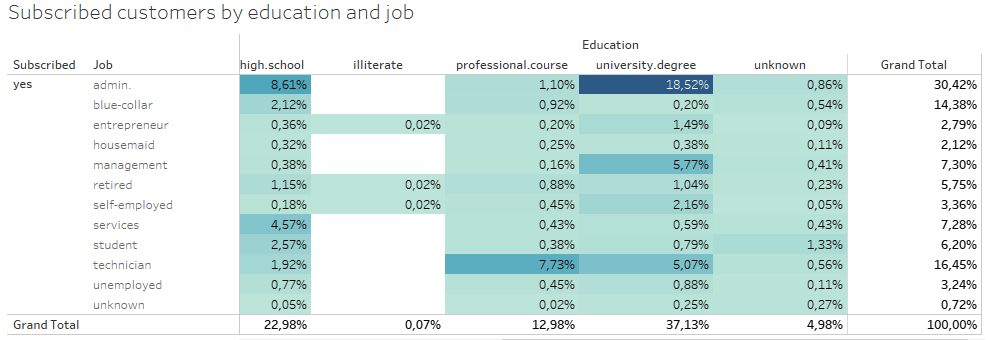 Subscribed customers by education and job
Education
Subscribed Job high.school illiterate professional.course university.degree unknown Grand Total
yes admin. 8,61% 1,10% 18,52% 0,86% 30,42%
blue-collar 2,12% 0,92% 0,20% 0,54% 14,38%
entrepreneur 0,36% 0,02% 0,20% 1,49% 0,09% 2,79%
housemaid 0,32% 0,25% 0,38% 0,11% 2,12%
management 0,38% 0,16% 5,77% 0,41% 7,30%
retired 1,15% 0,02% 0,88% 1,04% 0,23% 5,75%
self-employed 0,18% 0,02% 0,45% 2,16% 0,05% 3,36%
services 4,57% 0,43% 0,59% 0,43% 7,28%
student 2,57% 0,38% 0,79% 1,33% 6,20%
technician 1,92% 7,73% 5,07% 0,56% 16,45%
unemployed 0,77% 0,45% 0,88% 0,11% 3,24%
unknown 0,05% 0,02% 0,25% 0,27% 0,72%
Grand Total 22,98% 0,07% 12,98% 37,13% 4,98% 100,00%